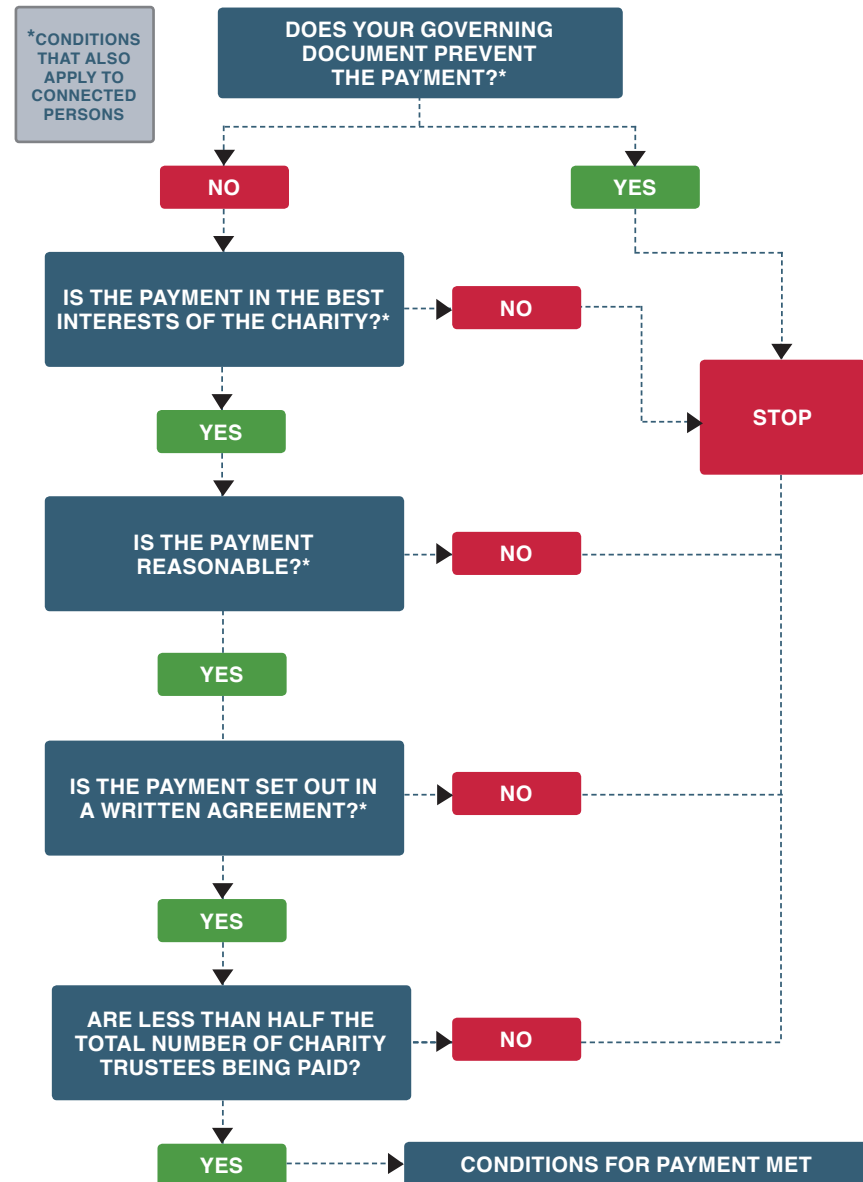 *CONDITIONS
THAT ALSO
APPLY TO
CONNECTED
PERSONS
DOES YOUR GOVERNING
DOCUMENT PREVENT
THE PAYMENT?*
NO
YES
IS THE PAYMENT IN THE BEST
INTERESTS OF THE CHARITY?*
NO
STOP
YES
IS THE PAYMENT
REASONABLE?*
NO
YES
IS THE PAYMENT SET OUT IN
A WRITTEN AGREEMENT?*
NO
YES
ARE LESS THAN HALF THE
TOTAL NUMBER OF CHARITY
TRUSTEES BEING PAID?
NO
YES
CONDITIONS FOR PAYMENT MET